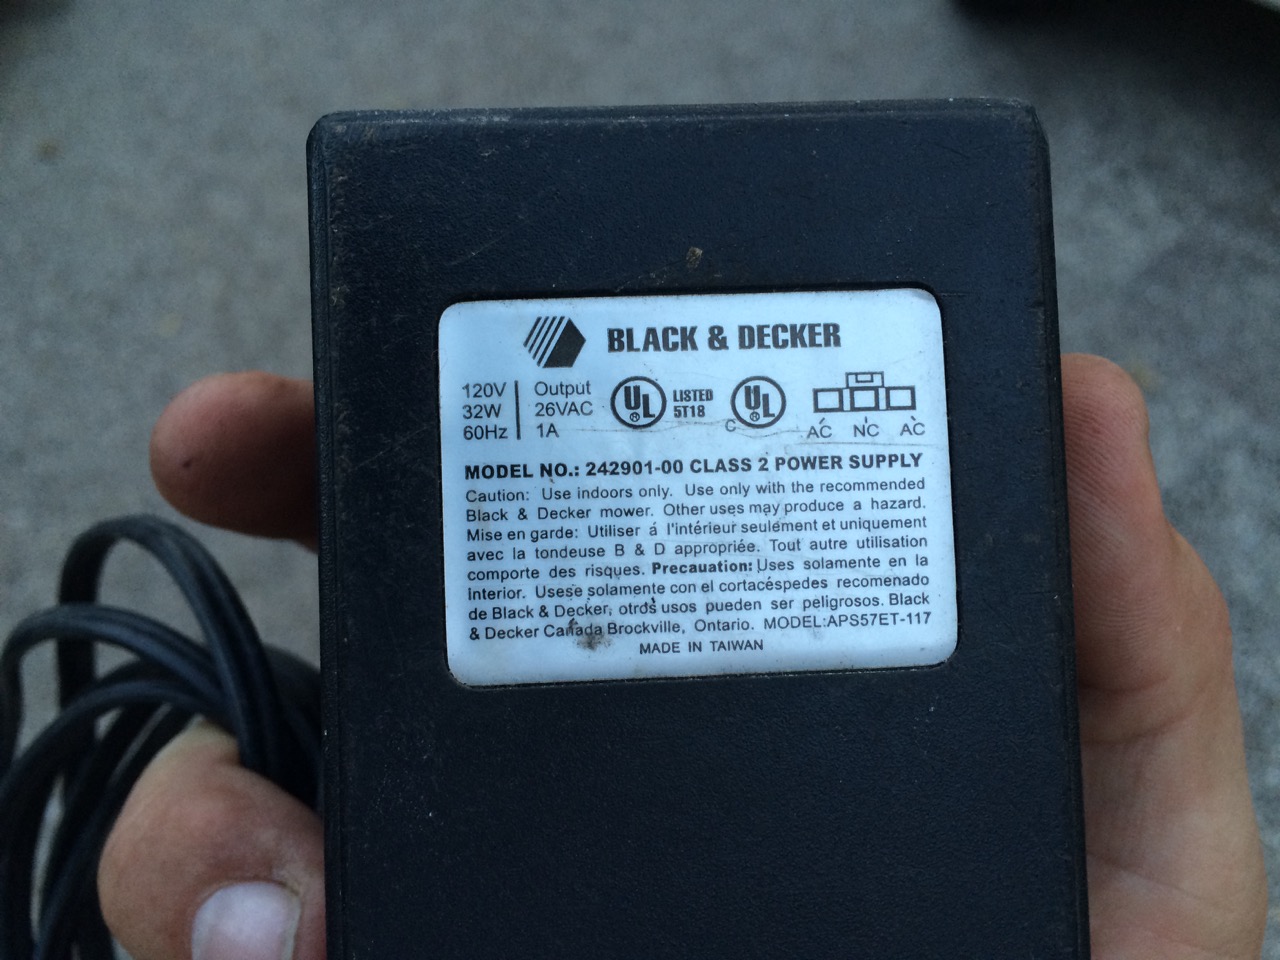 BLACK & DECKER
120V
32W
60Hz
Output
26VAC
1A
UL
®
LISTED
5T18
C
UL
®
AC NC AC
MODEL NO.: 242901-00 CLASS 2 POWER SUPPLY
Caution: Use indoors only. Use only with the recommended
Black & Decker mower. Other uses may produce a hazard.
Mise en garde: Utiliser á l'intérieur seulement et uniquement
avec la tondeuse B & D appropriée. Tout autre utilisation
comporte des risques. Precauation: Uses solamente en la
Interior. Usese solamente con el cortacéspedes recomenado
de Black & Decker, otros usos pueden ser peligrosos. Black
& Decker Canada Brockville, Ontario. MODEL:APS57ET-117
MADE IN TAIWAN